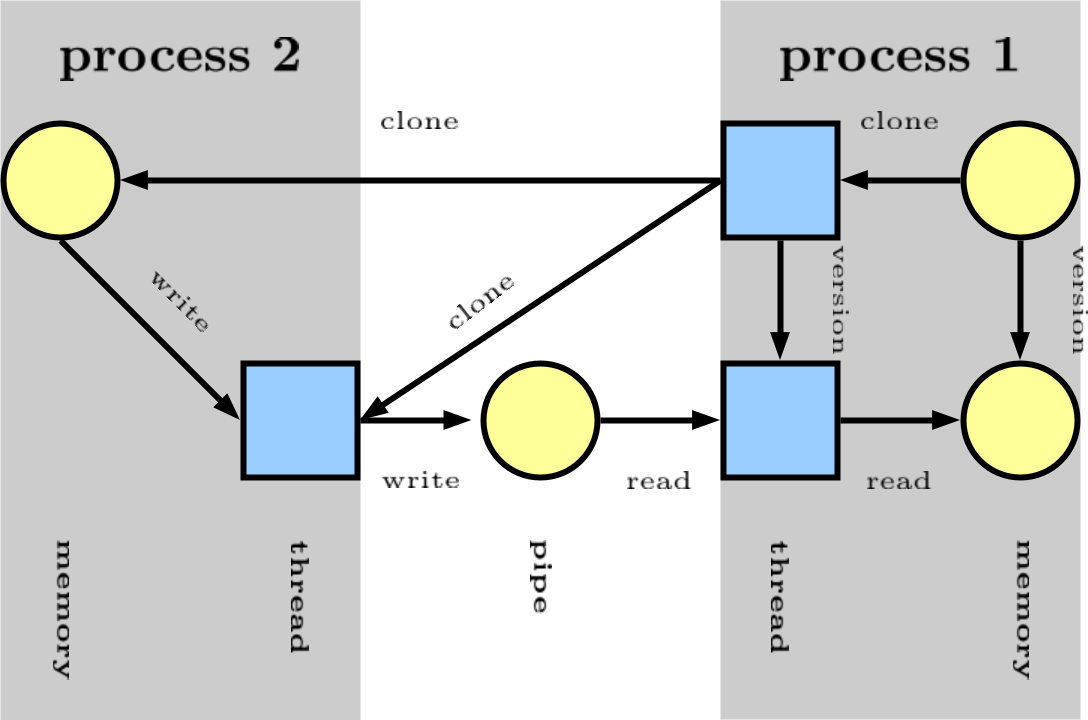 process 2
process 1
clone
clone
write
clone
version
version
write
read
read
memory
thread
pipe
thread
memory